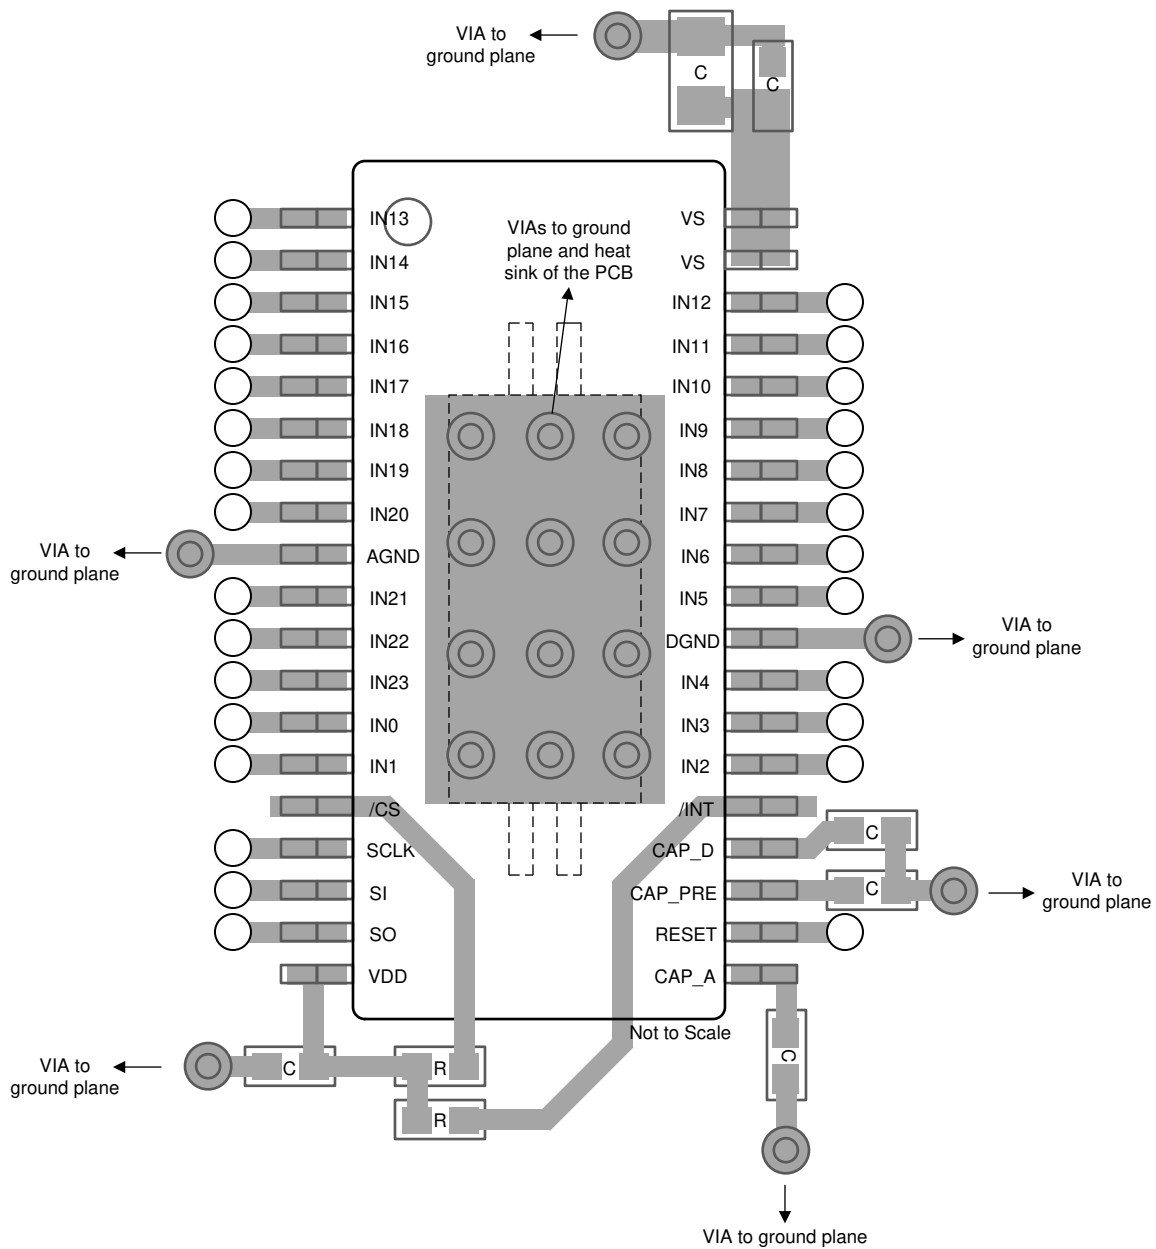 VIA to
ground plane
C
C
VIAs to ground
plane and heat
sink of the PCB
IN13
IN14
IN15
IN16
IN17
IN18
IN19
IN20
AGND
IN21
IN22
IN23
IN0
IN1
/CS
SCLK
SI
SO
VDD
VS
VS
IN12
IN11
IN10
IN9
IN8
IN7
IN6
IN5
DGND
IN4
IN3
IN2
/INT
CAP_D
CAP_PRE
RESET
CAP_A
VIA to
ground plane
VIA to
ground plane
C
C
VIA to
ground plane
Not to Scale
VIA to
ground plane
C
R
R
C
VIA to ground plane